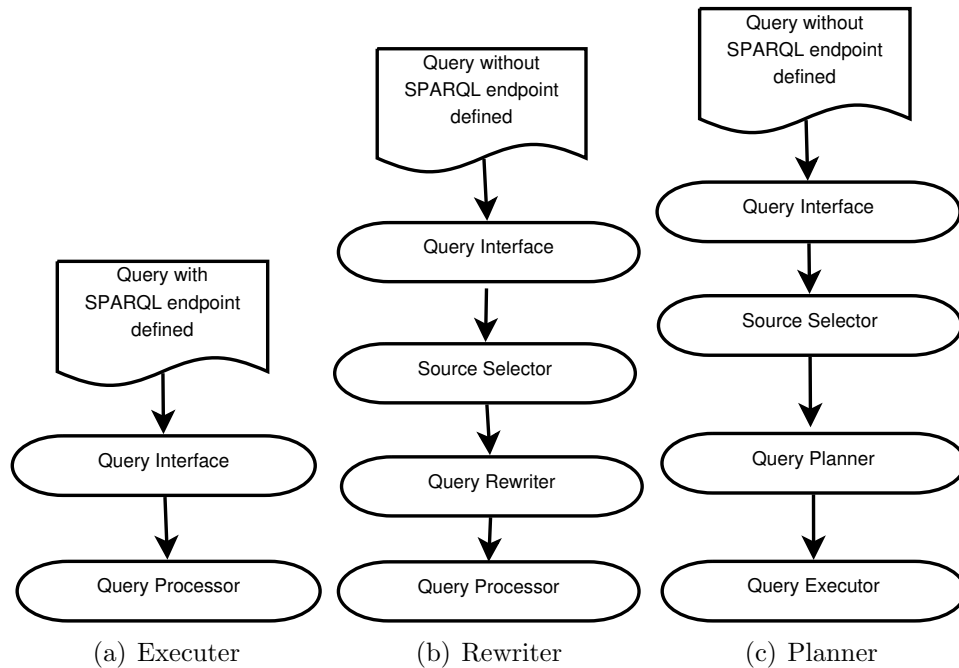 Query with
SPARQL endpoint
defined
Query Interface
Query Processor
(a) Executer
Query without
SPARQL endpoint
defined
Query Interface
Source Selector
Query Rewriter
Query Processor
(b) Rewriter
Query without
SPARQL endpoint
defined
Query Interface
Source Selector
Query Planner
Query Executor
(c) Planner